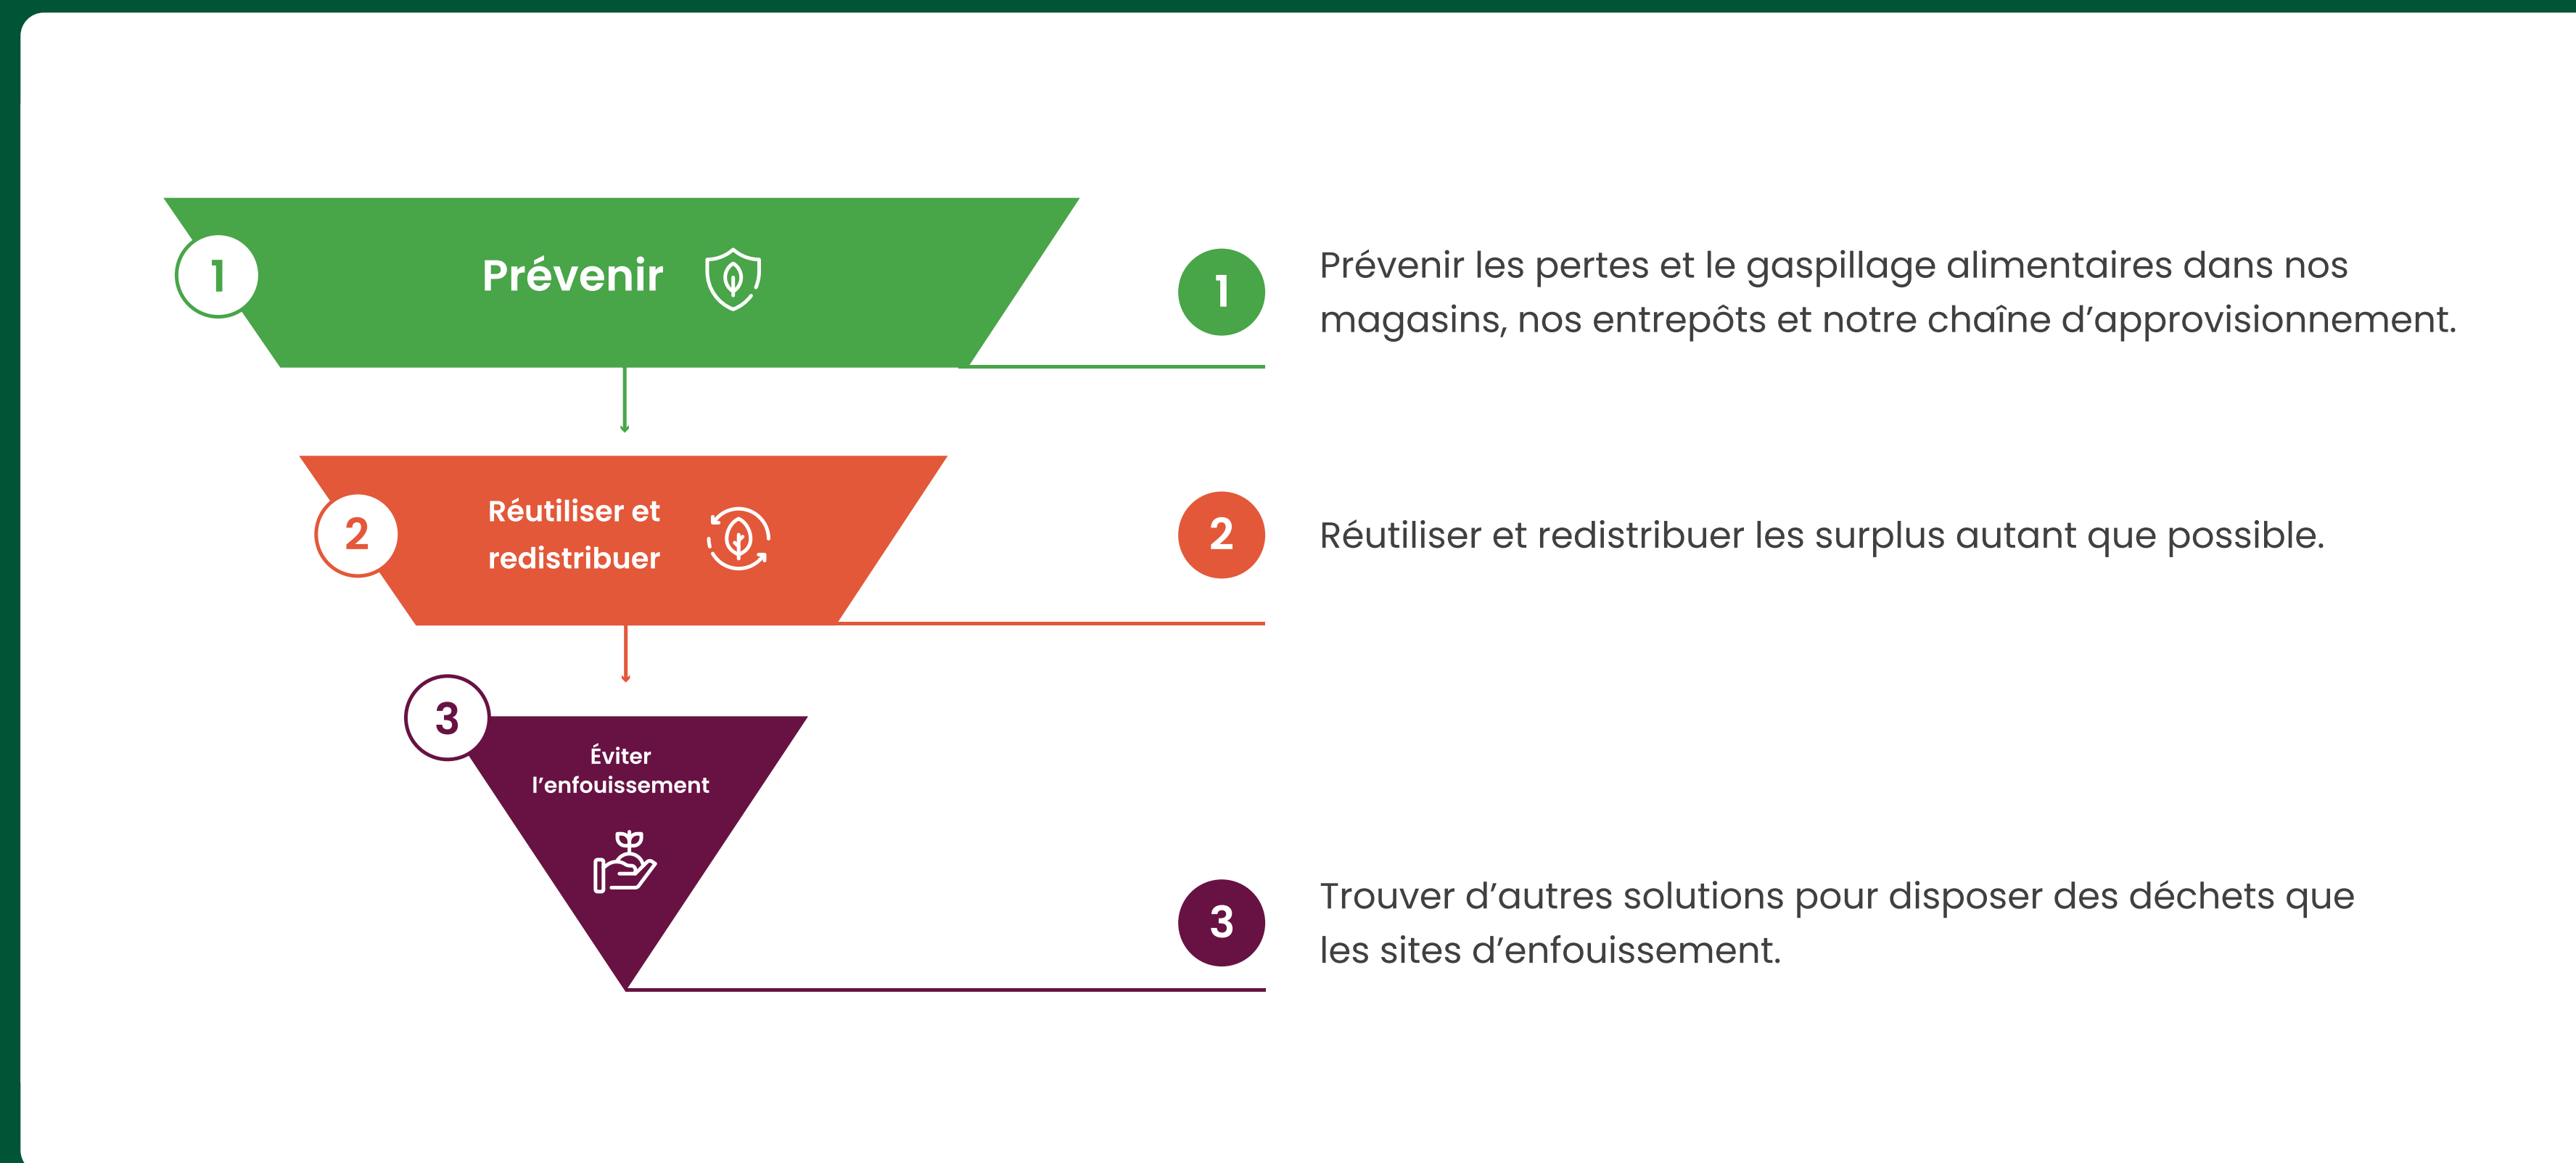 1
Prévenir
1
Prévenir les pertes et le gaspillage alimentaires dans nos
magasins, nos entrepôts et notre chaîne d’approvisionnement.
2
Réutiliser et
redistribuer
2
Réutiliser et redistribuer les surplus autant que possible.
3
Éviter
l’enfouissement
3
Trouver d’autres solutions pour disposer des déchets que
les sites d’enfouissement.